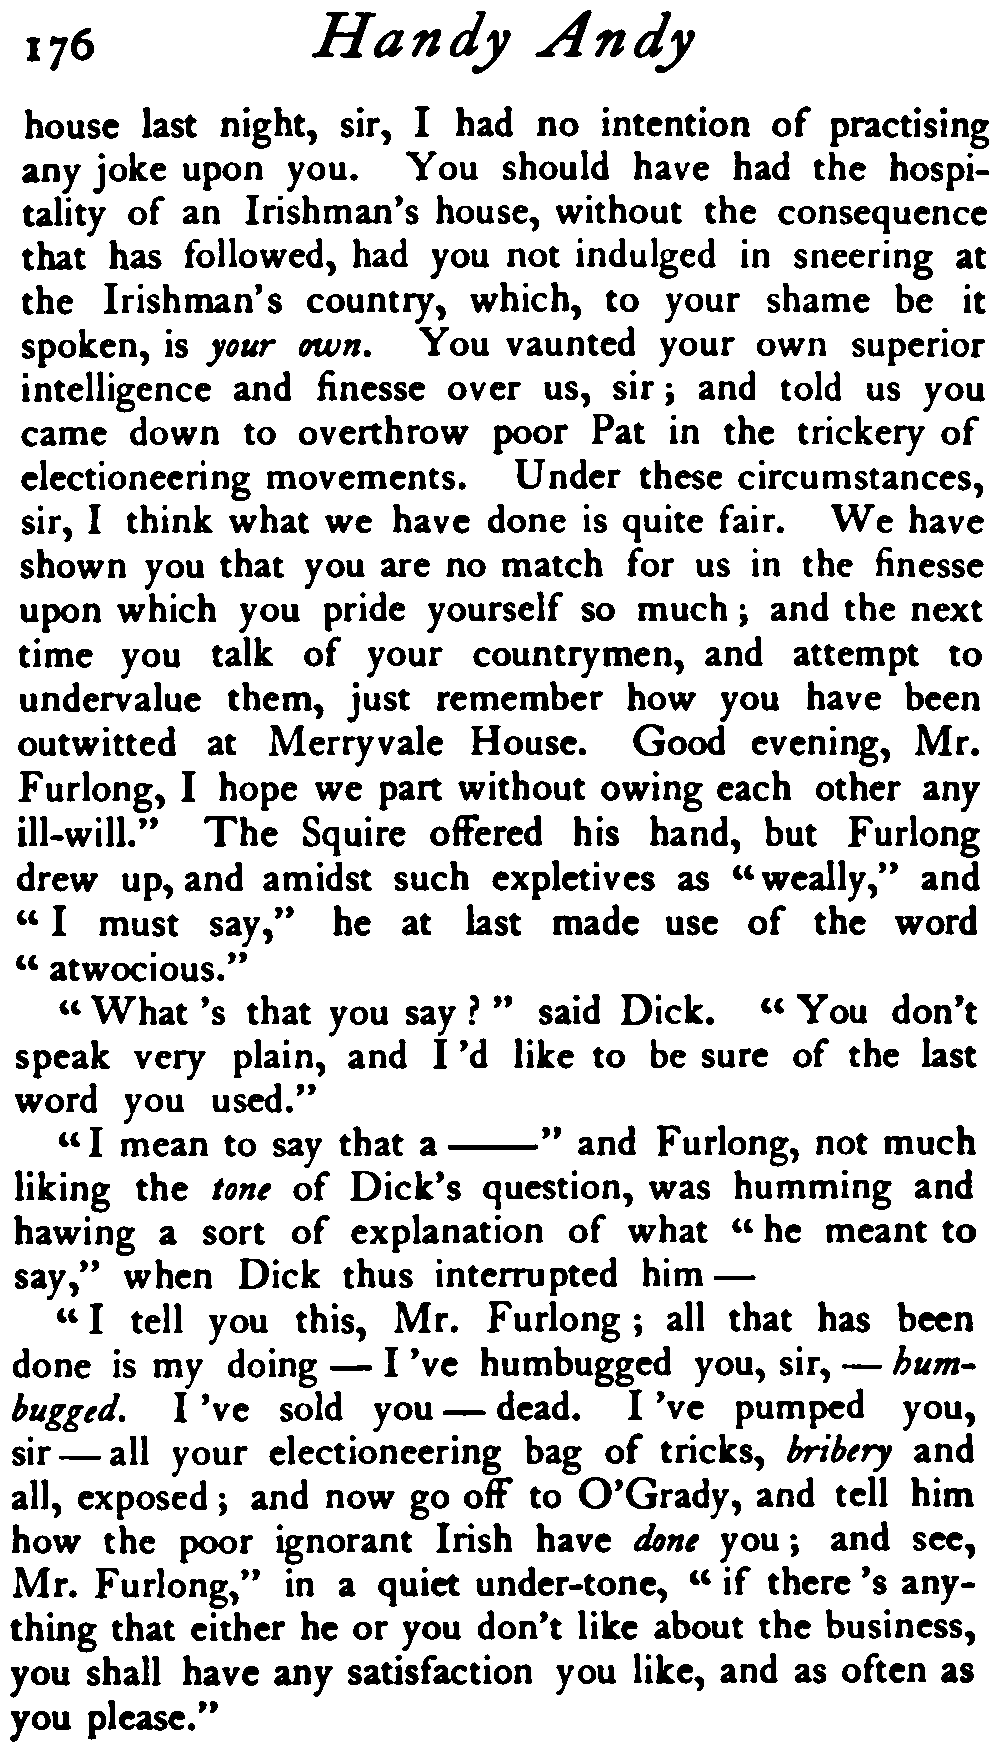 176 Handy Andy
house last night, sir, I had no intention of practising
any joke upon you. You should have had the hospi-
tality of an Irishman's house, without the consequence
that has followed, had you not indulged in sneering at
the Irishman's country, which, to your shame be it
spoken, is your own. You vaunted your own superior
intelligence and finesse over us, sir; and told us you
came down to overthrow poor Pat in the trickery of
electioneering movements. Under these circumstances,
sir, I think what we have done is quite fair. We have
shown you that you are no match for us in the finesse
upon which you pride yourself so much; and the next
time you talk of your countrymen, and attempt to
undervalue them, just remember how you have been
outwitted at Merryvale House. Good evening, Mr.
Furlong, I hope we part without owing each other any
ill-will." The Squire offered his hand, but Furlong
drew up, and amidst such expletives as "weally," and
"I must say," he at last made use of the word
"atwocious."
"What 's that you say?" said Dick. "You don't
speak very plain, and I 'd like to be sure of the last
word you used."
"I mean to say that a ——" and Furlong, not much
liking the tone of Dick's question, was humming and
hawing a sort of explanation of what "he meant to
say," when Dick thus interrupted him —
"I tell you this, Mr. Furlong; all that has been
done is my doing — I 've humbugged you, sir, — hum-
bugged. I 've sold you — dead. I 've pumped you,
sir — all your electioneering bag of tricks, bribery and
all, exposed; and now go off to O'Grady, and tell him
how the poor ignorant Irish have done you; and see,
Mr. Furlong," in a quiet under-tone, "if there 's any-
thing that either he or you don't like about the business,
you shall have any satisfaction you like, and as often as
you please."